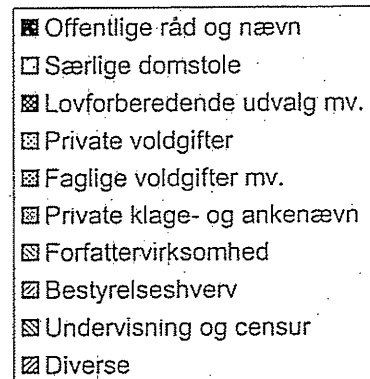 Offentlige råd og nævn
Særlige domstole
Lovforberedende udvalg mv.
Private voldgifter
Faglige voldgifter mv.
Private klage- og ankenævn
Forfattervirksomhed
Bestyrelseshverv
Undervisning og censur
Diverse